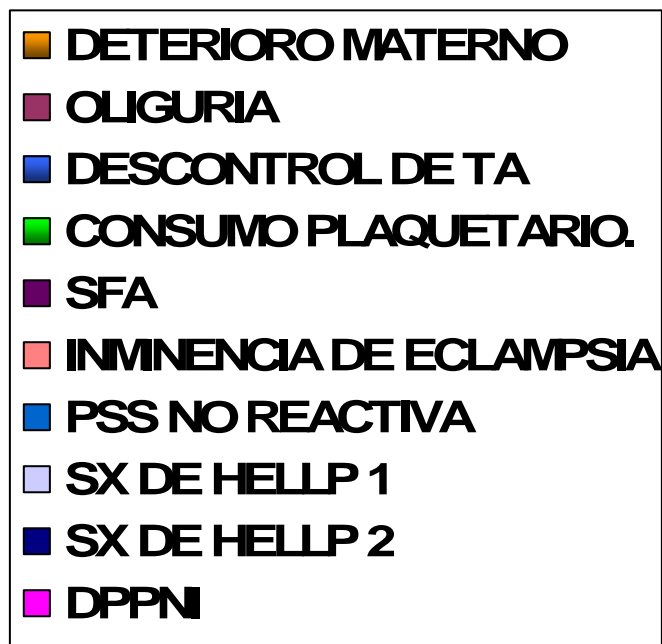 DETERIORO MATERNO
OLIGURIA
DESCONTROL DE TA
CONSUMO PLAQUETARIO.
SFA
INMINENCIA DE ECLAMPSIA
PSS NO REACTIVA
SX DE HELLP 1
SX DE HELLP 2
DPPNI